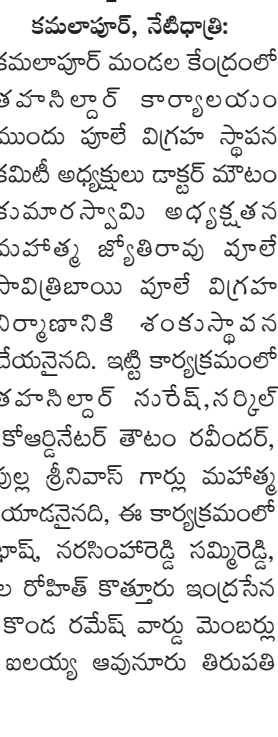 కమలాపూర్, నేటిధాత్రి:
కమలాపూర్ మండల కేంద్రంలో
తహసిల్దార్ కార్యాలయం
ముందు పూలే విగ్రహ స్థాపన
కమిటీ అధ్యక్షులు డాక్టర్ మౌటం
కుమారస్వామి అధ్యక్షతన
మహాత్మ జ్యోతిరావు వూలే
సావిత్రిబాయి వూలే విగ్రహ
నిర్మాణానికి శంకుస్థావన
చేయనైనది. ఇట్టి కార్యక్రమంలో
తహసిల్దార్ సురేష్,సర్కిల్
కోఆర్డినేటర్ తౌటం రవీందర్,
పుల్ల శ్రీనివాస్ గార్లు మహాత్మ
యాడనైనది, ఈ కార్యక్రమంలో
నరసింహారెడ్డి సమ్మిరెడ్డి,
ల రోహిత్ కొత్తూరు ఇంద్రసేన
కొండ రమేష్ వార్డు మెంబర్లు
ఐలయ్య ఆవునూరు తిరుపతి